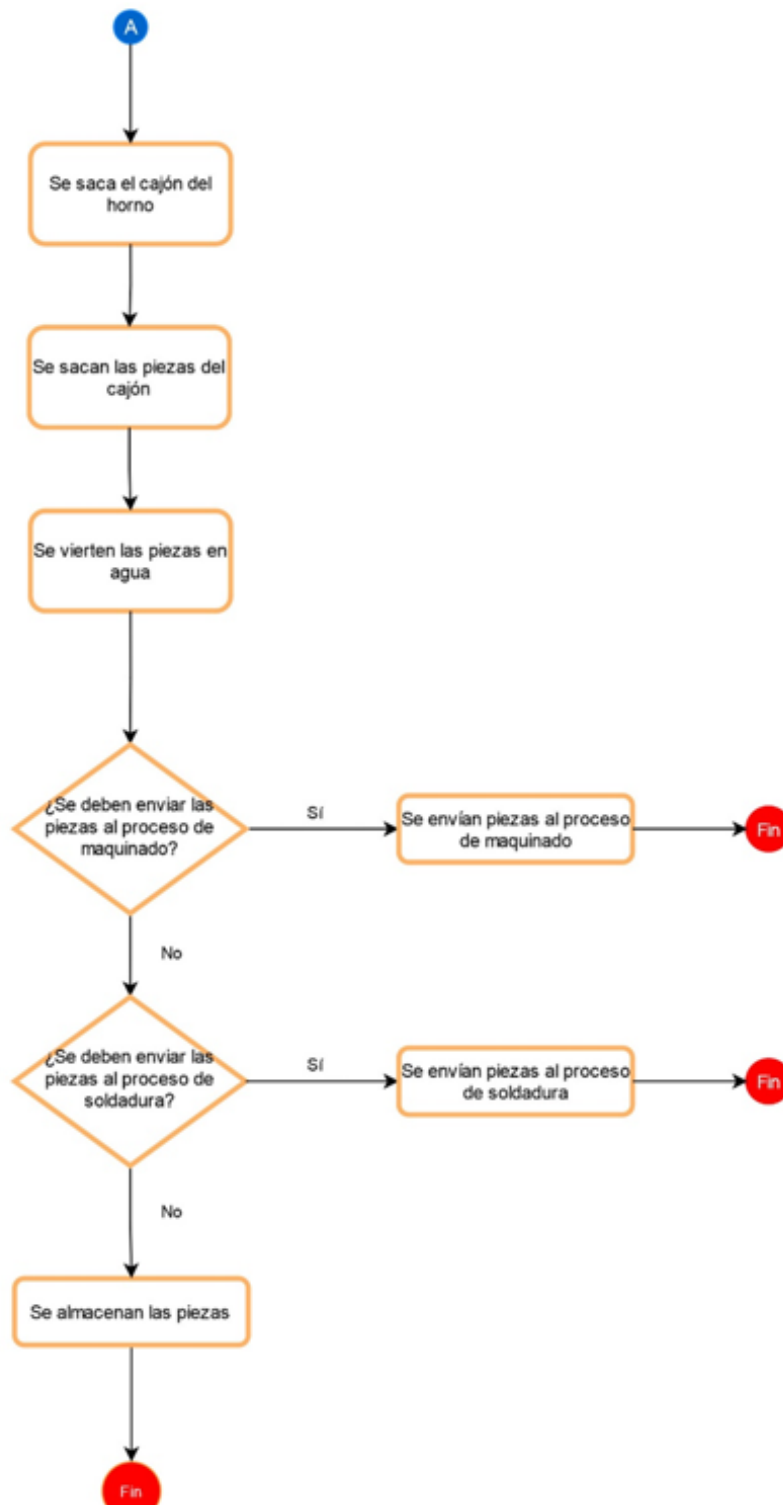 A
Se saca el cajón del
horno
Se sacan las piezas del
cajón
Se vierten las piezas en
agua
¿Se deben enviar las
piezas al proceso de
maquinado?
Sí
Se envían piezas al proceso
de maquinado
Fin
No
¿Se deben enviar las
piezas al proceso de
soldadura?
Sí
Se envían piezas al proceso
de soldadura
Fin
No
Se almacenan las piezas
Fin